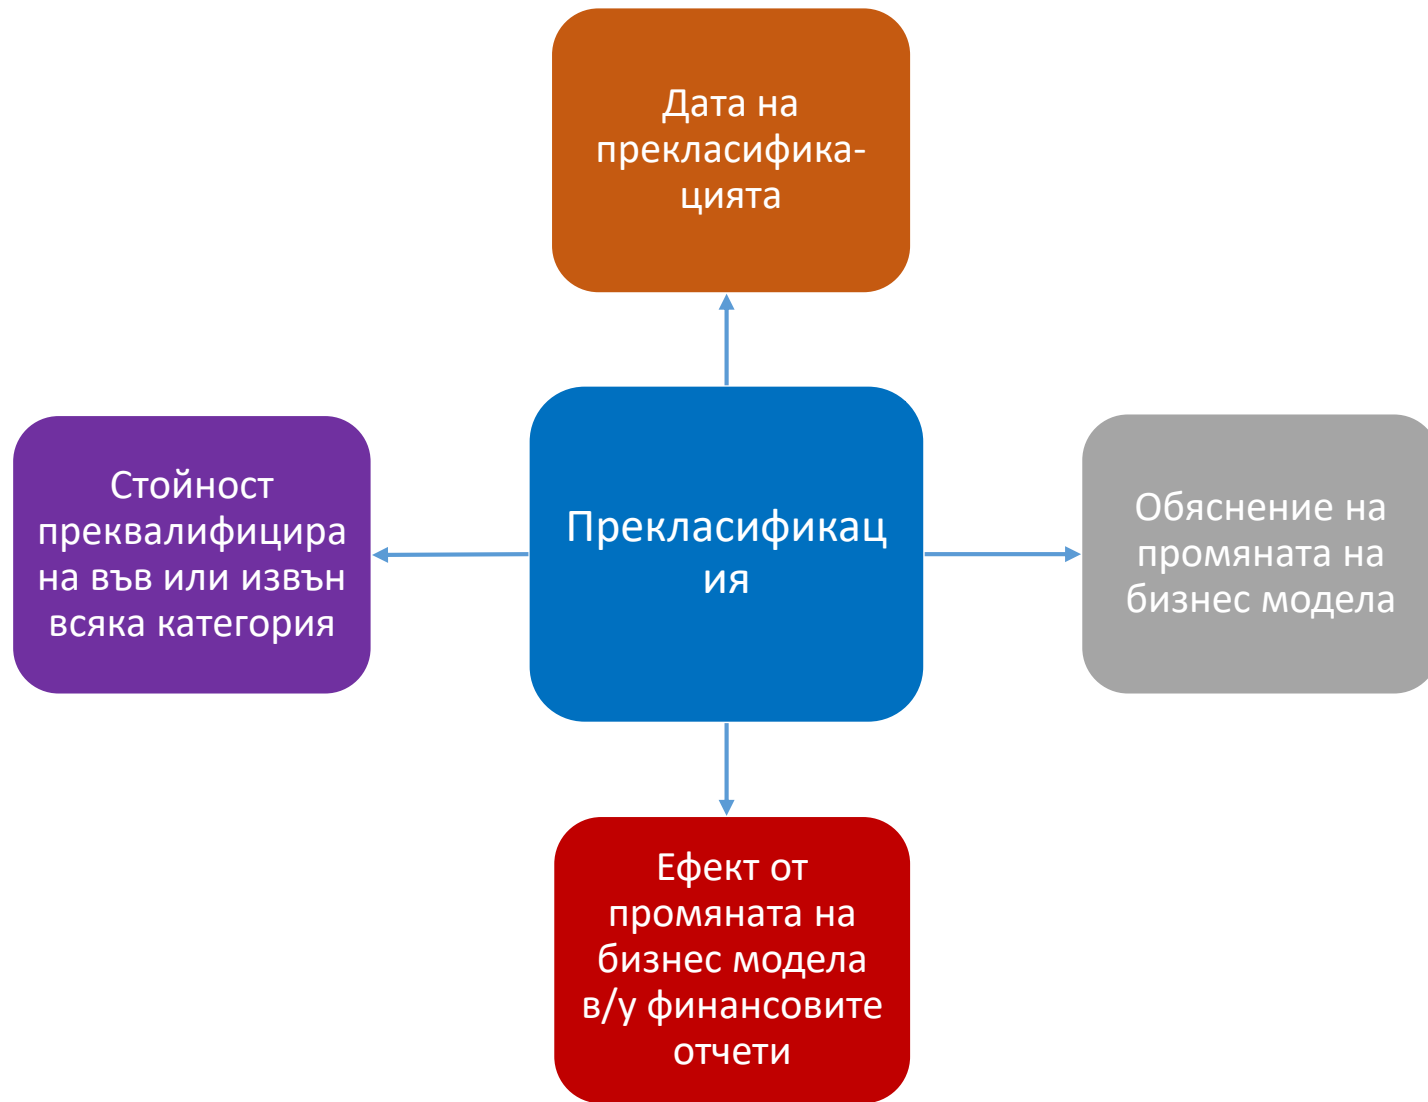 Дата на
прекласифика-
цията
Стойност
преквалифицира
на във или извън
всяка категория
Прекласификац
ия
Обяснение на
промяната на
бизнес модела
Ефект от
промяната на
бизнес модела
в/у финансовите
отчети